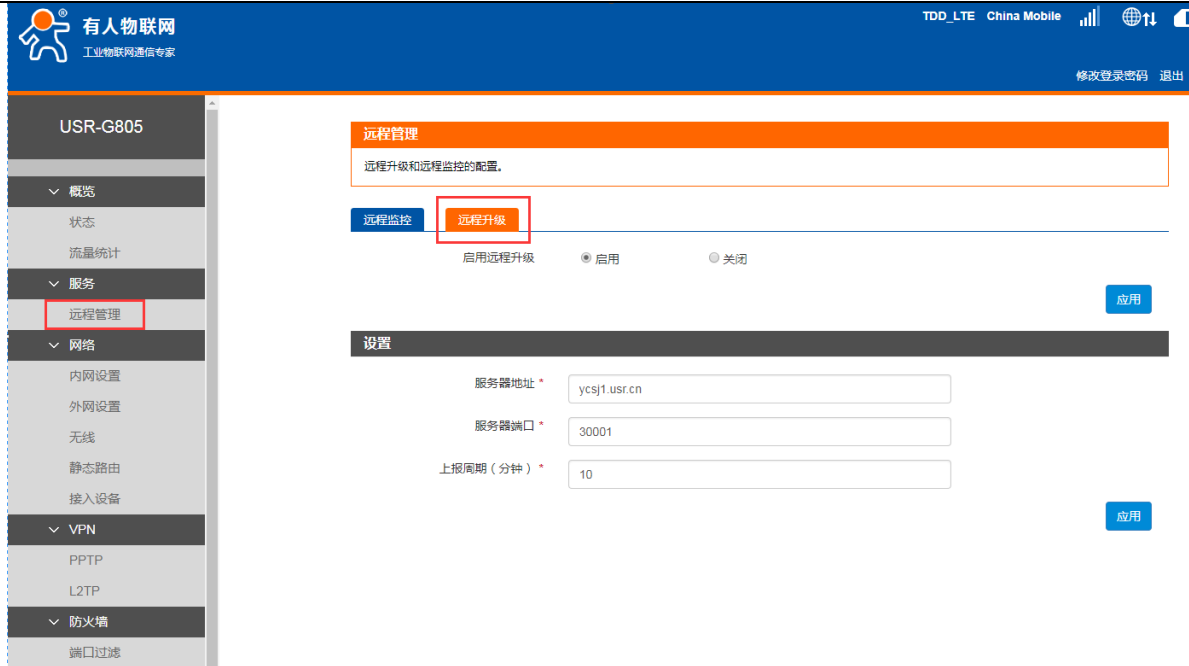 有人物联网
®
工业物联网通信专家
TDD_LTE China Mobile
修改登录密码 退出
USR-G805
概览
状态
流量统计
服务
远程管理
网络
内网设置
外网设置
无线
静态路由
接入设备
VPN
PPTP
L2TP
防火墙
端口过滤
远程管理
远程升级和远程监控的配置。
远程监控 远程升级
启用远程升级 启用 关闭
应用
设置
服务器地址 * ycsj1.usr.cn
服务器端口 * 30001
上报周期（分钟） * 10
应用